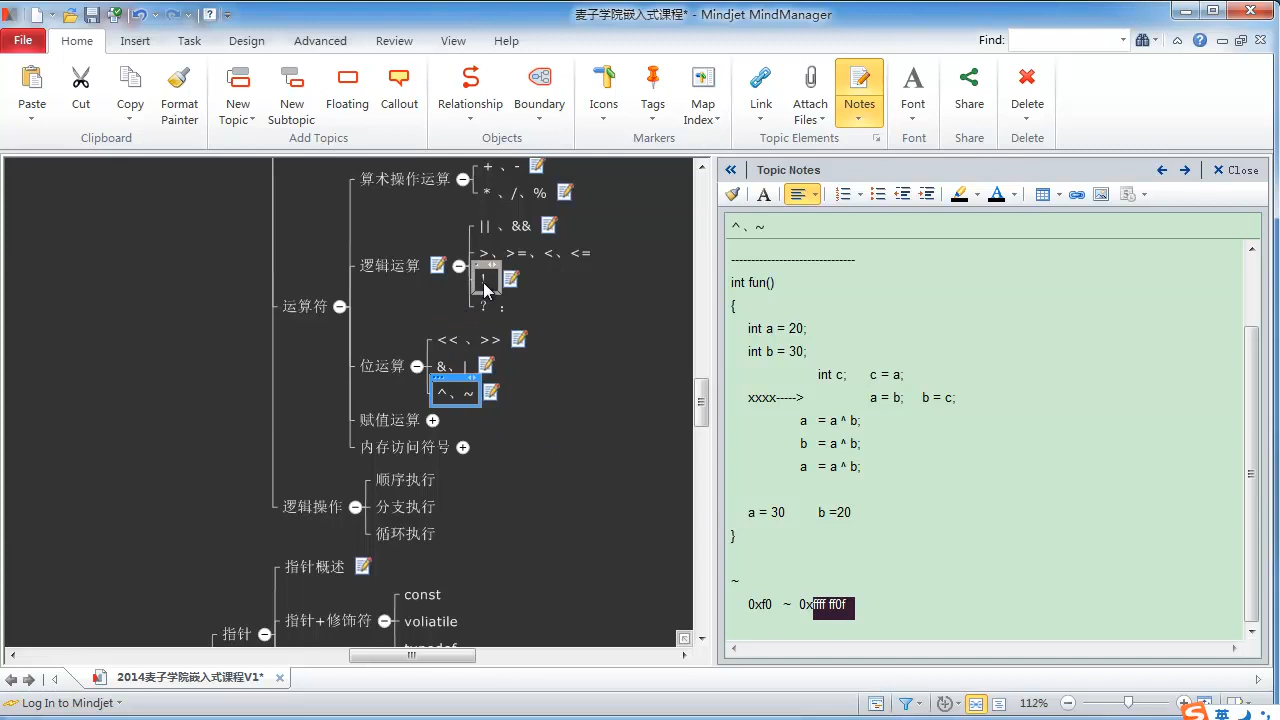 麦子学院嵌入式课程* - Mindjet MindManager
File Home Insert Task Design Advanced Review View Help Find:
Paste Cut Copy Format Painter New Topic New Subtopic Floating Callout Relationship Boundary Icons Tags Map Index Link Attach Files Notes Font Share Delete
Clipboard Add Topics Objects Markers Topic Elements Font Share Delete
算术操作运算
+ 、-
* 、/、%
逻辑运算
|| 、&&
>、>=、<、<=
!
? ：
运算符
位运算
<< 、>>
&、|
^、~
赋值运算
内存访问符号
逻辑操作
顺序执行
分支执行
循环执行
指针概述
指针+修饰符
const
voliatile
typedef
指针
Topic Notes Close
^、~
-------------------------------
int fun()
{
int a = 20;
int b = 30;
int c; c = a;
xxxx-----> a = b; b = c;
a = a ^ b;
b = a ^ b;
a = a ^ b;
a = 30 b =20
}
~
0xf0 ~ 0xffff ff0f
2014麦子学院嵌入式课程V1*
Log In to Mindjet 112%
英